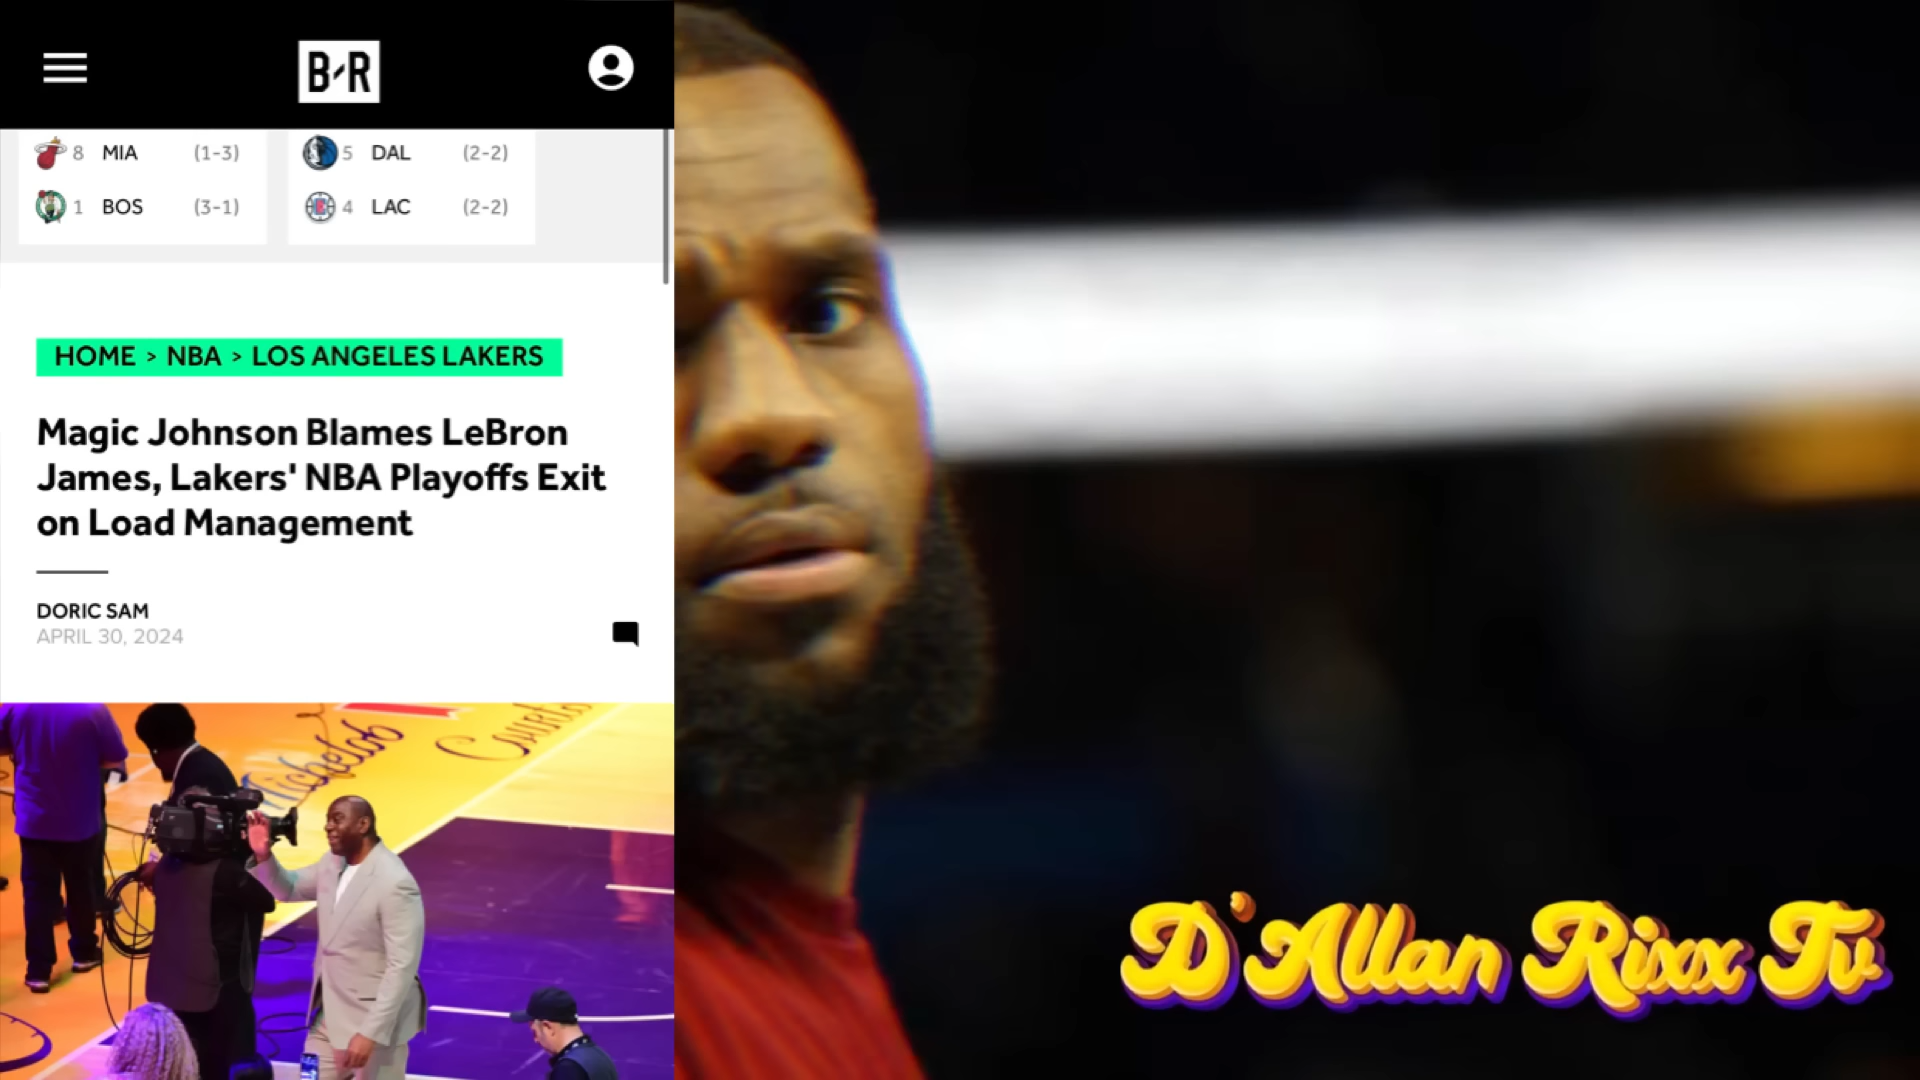 B/R
8 MIA (1-3)
1 BOS (3-1)
5 DAL (2-2)
4 LAC (2-2)
HOME > NBA > LOS ANGELES LAKERS
Magic Johnson Blames LeBron
James, Lakers' NBA Playoffs Exit
on Load Management
DORIC SAM
APRIL 30, 2024
Michelob
Courts
D'Allan Rixx Tv